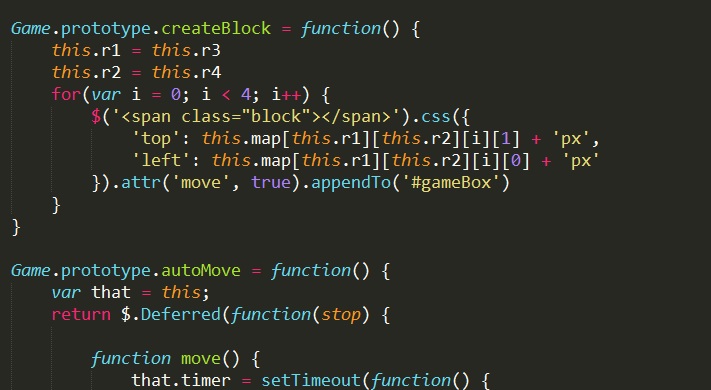 Game.prototype.createBlock = function() {
    this.r1 = this.r3
    this.r2 = this.r4
    for(var i = 0; i < 4; i++) {
        $('<span class="block"></span>').css({
            'top': this.map[this.r1][this.r2][i][1] + 'px',
            'left': this.map[this.r1][this.r2][i][0] + 'px'
        }).attr('move', true).appendTo('#gameBox')
    }
}

Game.prototype.autoMove = function() {
    var that = this;
    return $.Deferred(function(stop) {

        function move() {
            that.timer = setTimeout(function() {